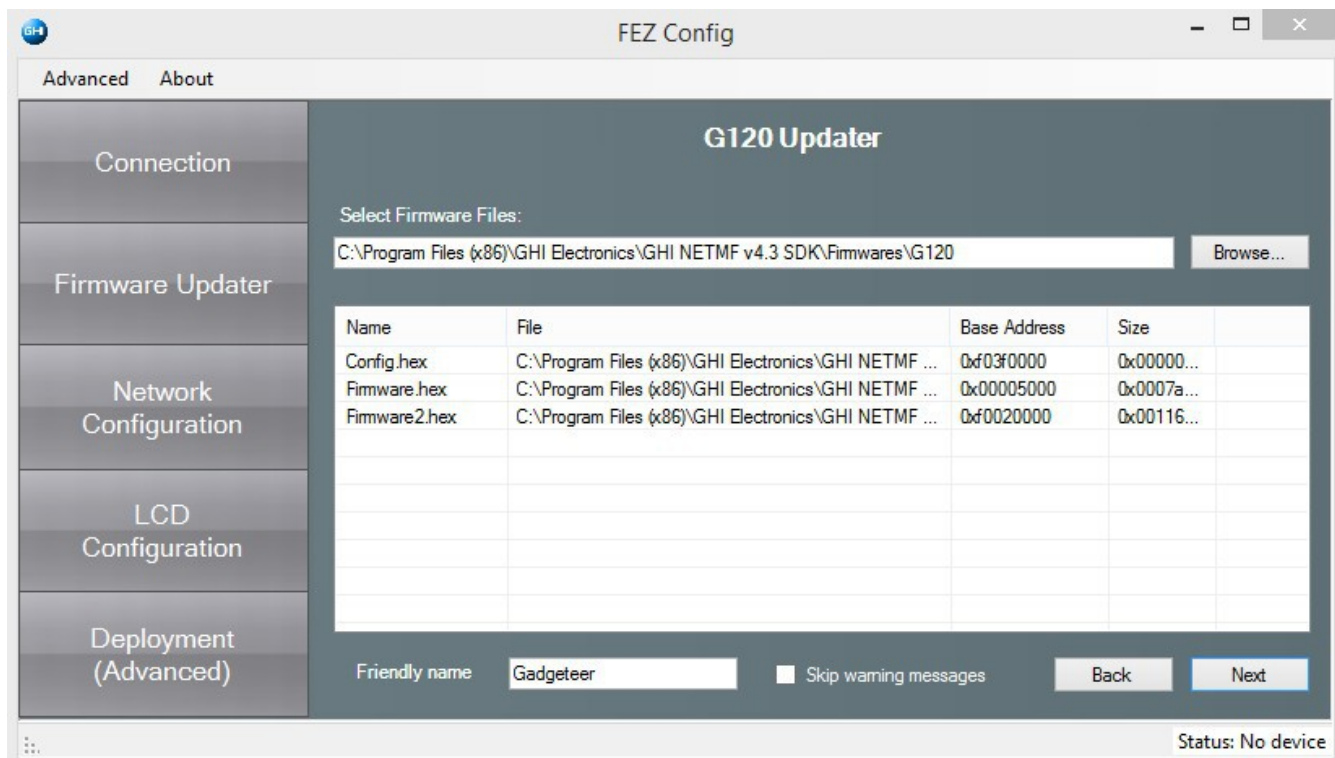 GHI
FEZ Config
Advanced About
Connection
Firmware Updater
Network
Configuration
LCD
Configuration
Deployment
(Advanced)
G120 Updater
Select Firmware Files:
C:\Program Files (x86)\GHI Electronics\GHI NETMF v4.3 SDK\Firmwares\G120 Browse...
Name File Base Address Size
Config.hex C:\Program Files (x86)\GHI Electronics\GHI NETMF ... 0xf03f0000 0x00000...
Firmware.hex C:\Program Files (x86)\GHI Electronics\GHI NETMF ... 0x00005000 0x0007a...
Firmware2.hex C:\Program Files (x86)\GHI Electronics\GHI NETMF ... 0xf0020000 0x00116...
Friendly name Gadgeteer Skip warning messages Back Next
Status: No device